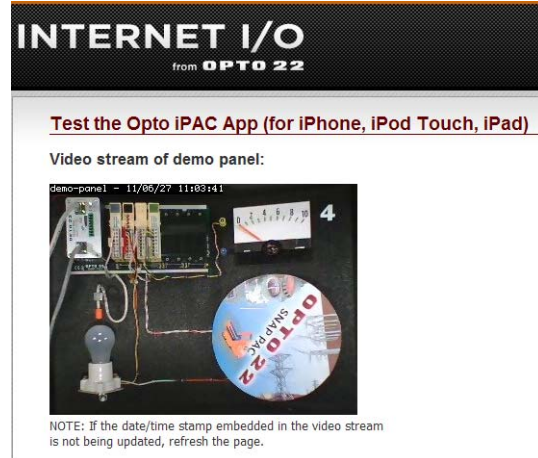 INTERNET I/O
from OPTO 22
Test the Opto iPAC App (for iPhone, iPod Touch, iPad)
Video stream of demo panel:
demo-panel - 11/06/27 11:03:41
0 2 4 6 8 10
4
OPTO 22
SNAP PAC
NOTE: If the date/time stamp embedded in the video stream
is not being updated, refresh the page.